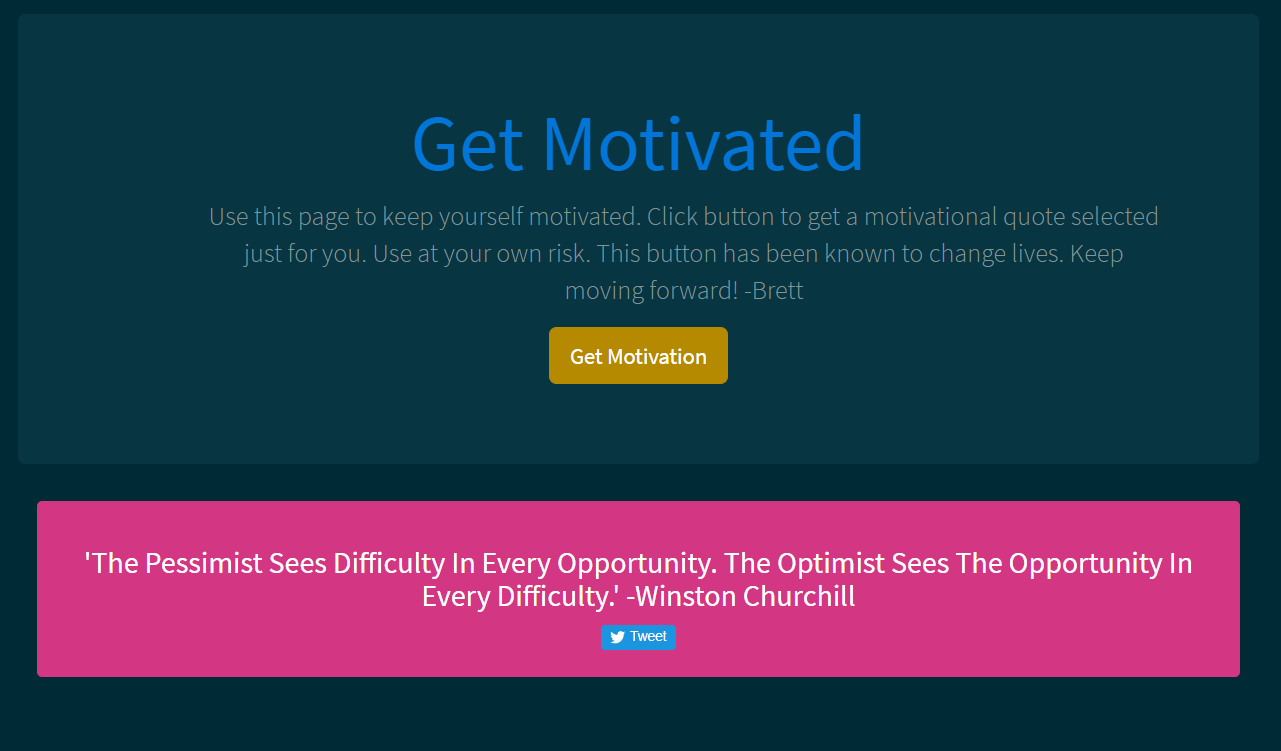 Get Motivated
Use this page to keep yourself motivated. Click button to get a motivational quote selected
just for you. Use at your own risk. This button has been known to change lives. Keep
moving forward! -Brett
Get Motivation
'The Pessimist Sees Difficulty In Every Opportunity. The Optimist Sees The Opportunity In
Every Difficulty.' -Winston Churchill
Tweet